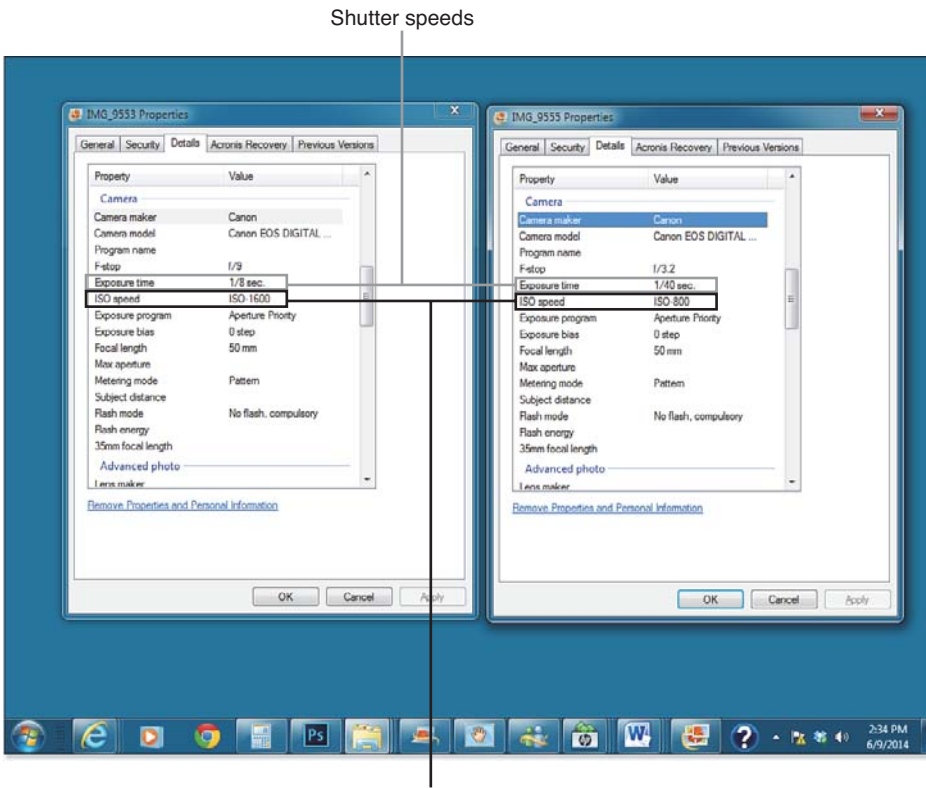 Shutter speeds
IMG_9553 Properties
General Security Details Acronis Recovery Previous Versions
Property Value
Camera
Camera maker Canon
Camera model Canon EOS DIGITAL ...
Program name
F-stop f/9
Exposure time 1/8 sec.
ISO speed ISO-1600
Exposure program Aperture Priority
Exposure bias 0 step
Focal length 50 mm
Max aperture
Metering mode Pattern
Subject distance
Flash mode No flash, compulsory
Flash energy
35mm focal length
Advanced photo
Lens maker
Remove Properties and Personal Information
OK Cancel Apply
IMG_9555 Properties
General Security Details Acronis Recovery Previous Versions
Property Value
Camera
Camera maker Canon
Camera model Canon EOS DIGITAL ...
Program name
F-stop f/3.2
Exposure time 1/40 sec.
ISO speed ISO-800
Exposure program Aperture Priority
Exposure bias 0 step
Focal length 50 mm
Max aperture
Metering mode Pattern
Subject distance
Flash mode No flash, compulsory
Flash energy
35mm focal length
Advanced photo
Lens maker
Remove Properties and Personal Information
OK Cancel Apply
Ps
hp
W
2:34 PM
6/9/2014